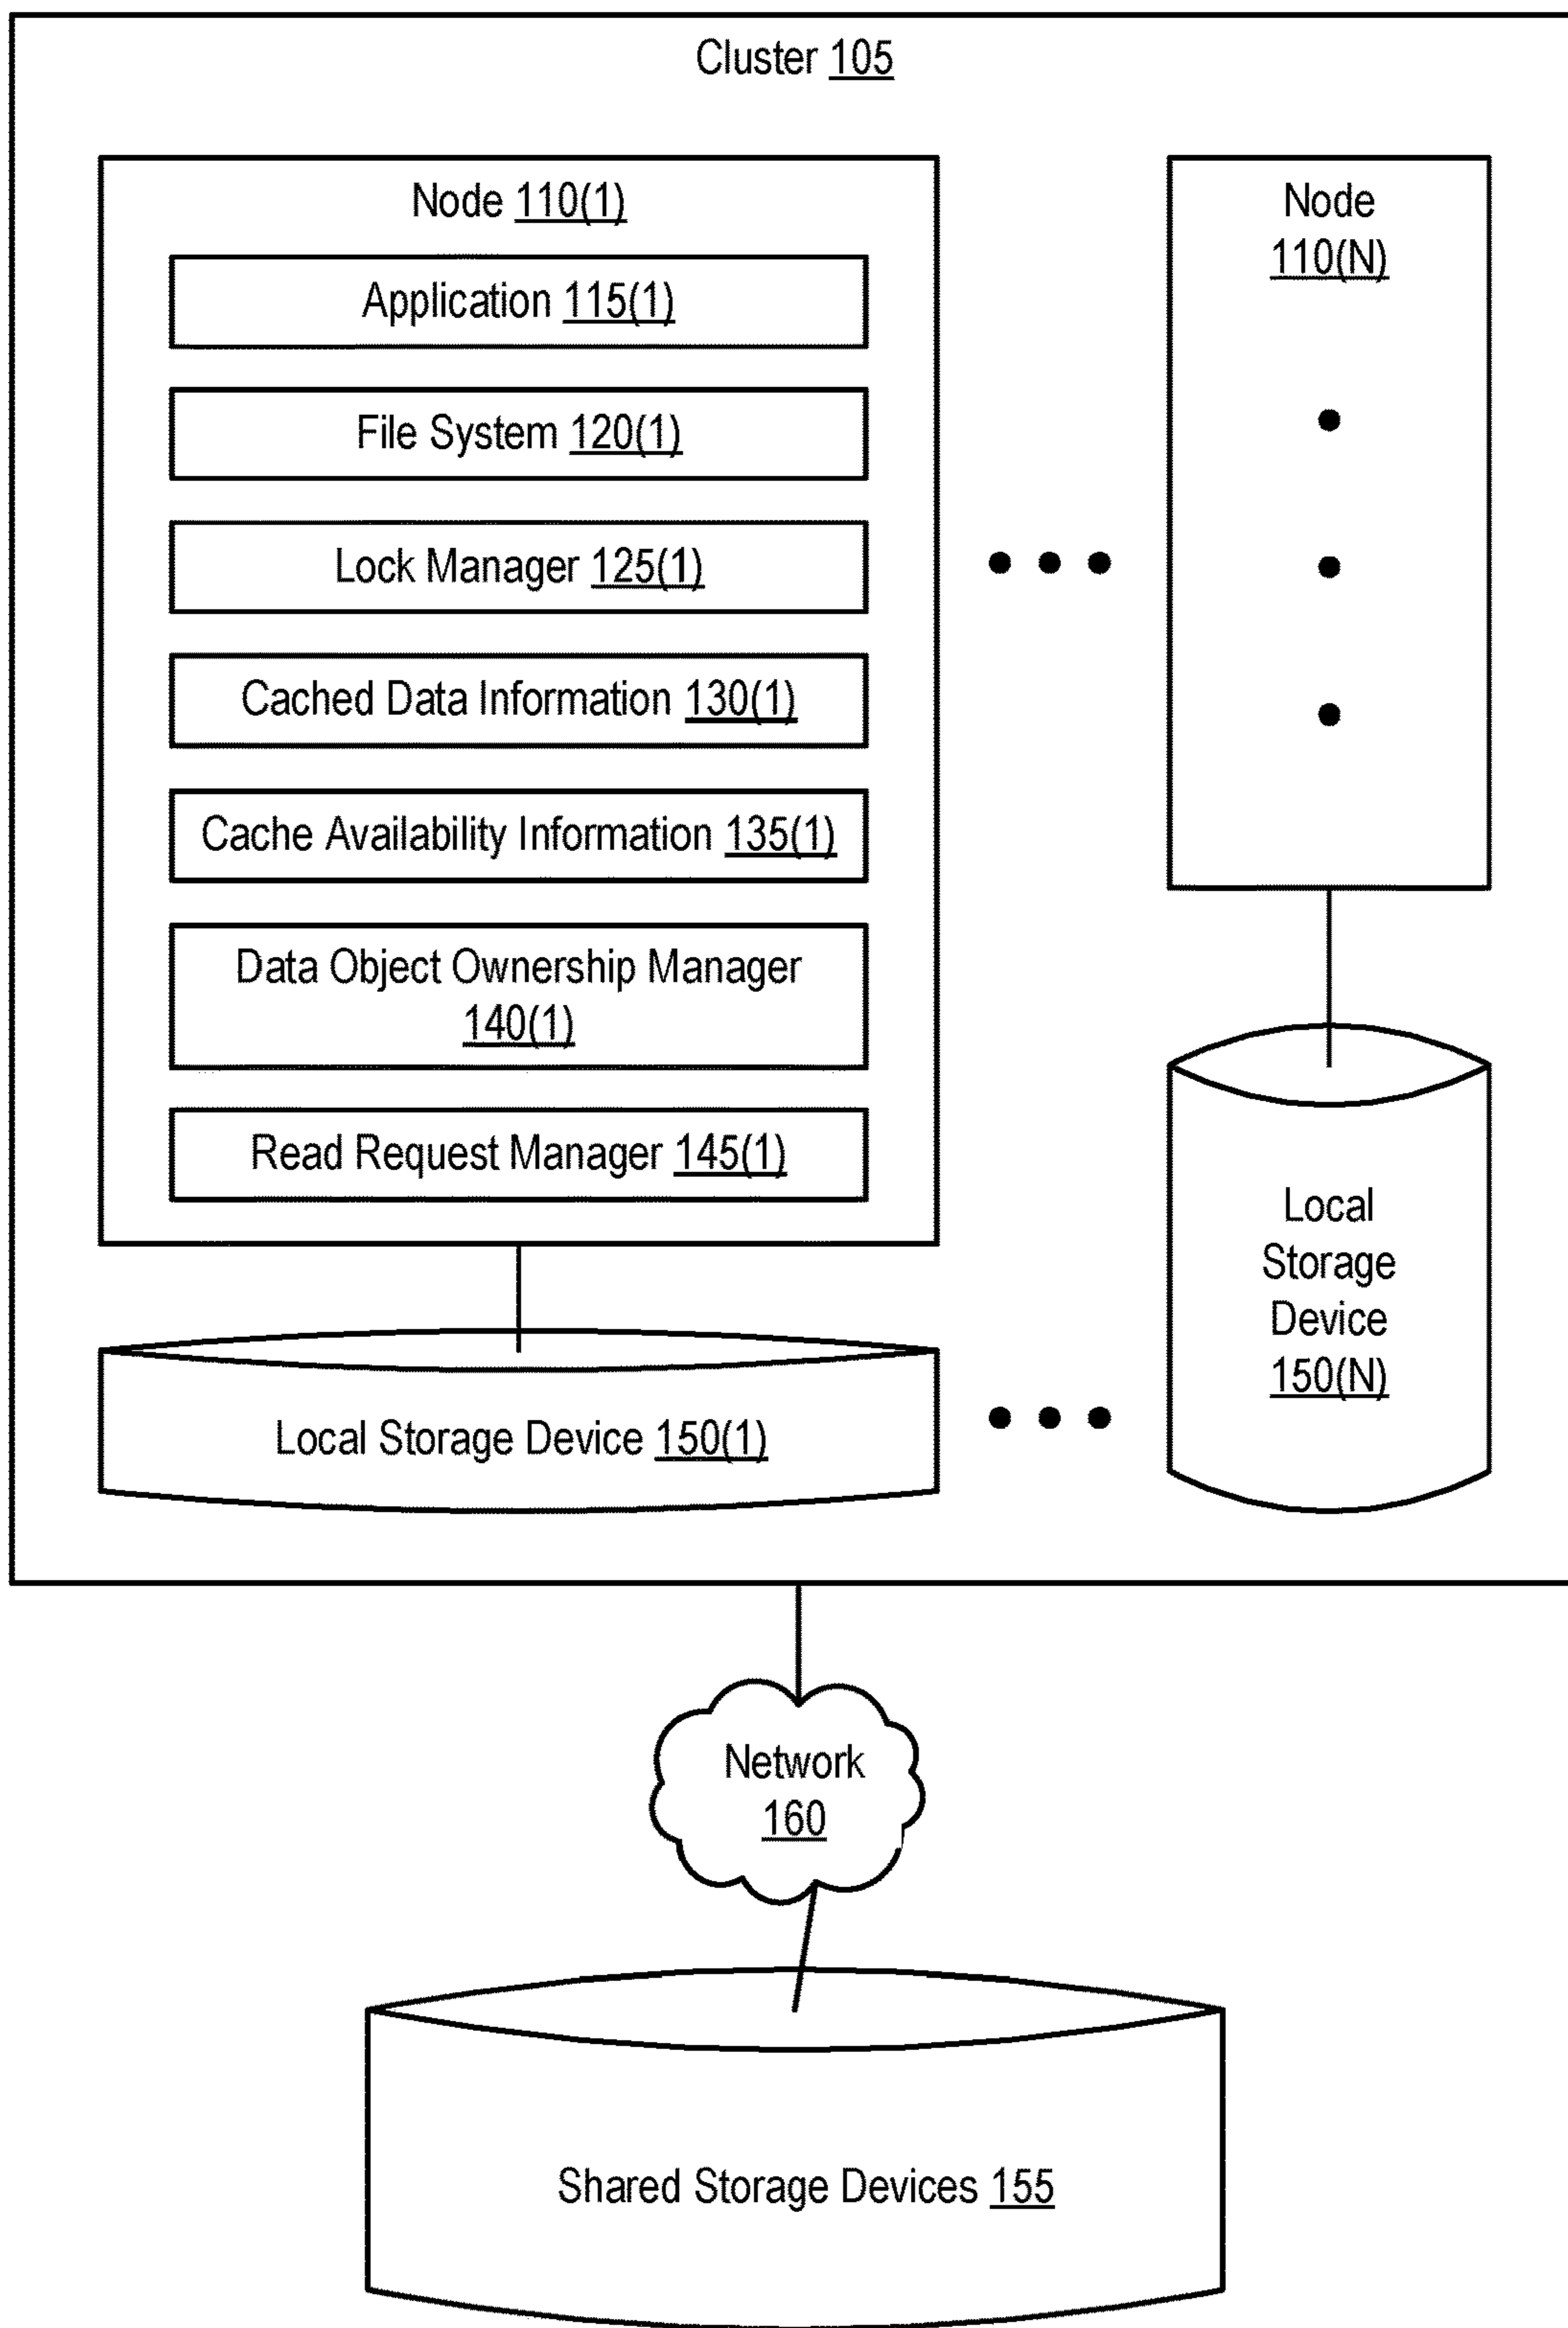 Cluster 105
Node 110(1)
Application 115(1)
File System 120(1)
Lock Manager 125(1)
Cached Data Information 130(1)
Cache Availability Information 135(1)
Data Object Ownership Manager
140(1)
Read Request Manager 145(1)
Local Storage Device 150(1)
Node
110(N)
Local
Storage
Device
150(N)
Network
160
Shared Storage Devices 155